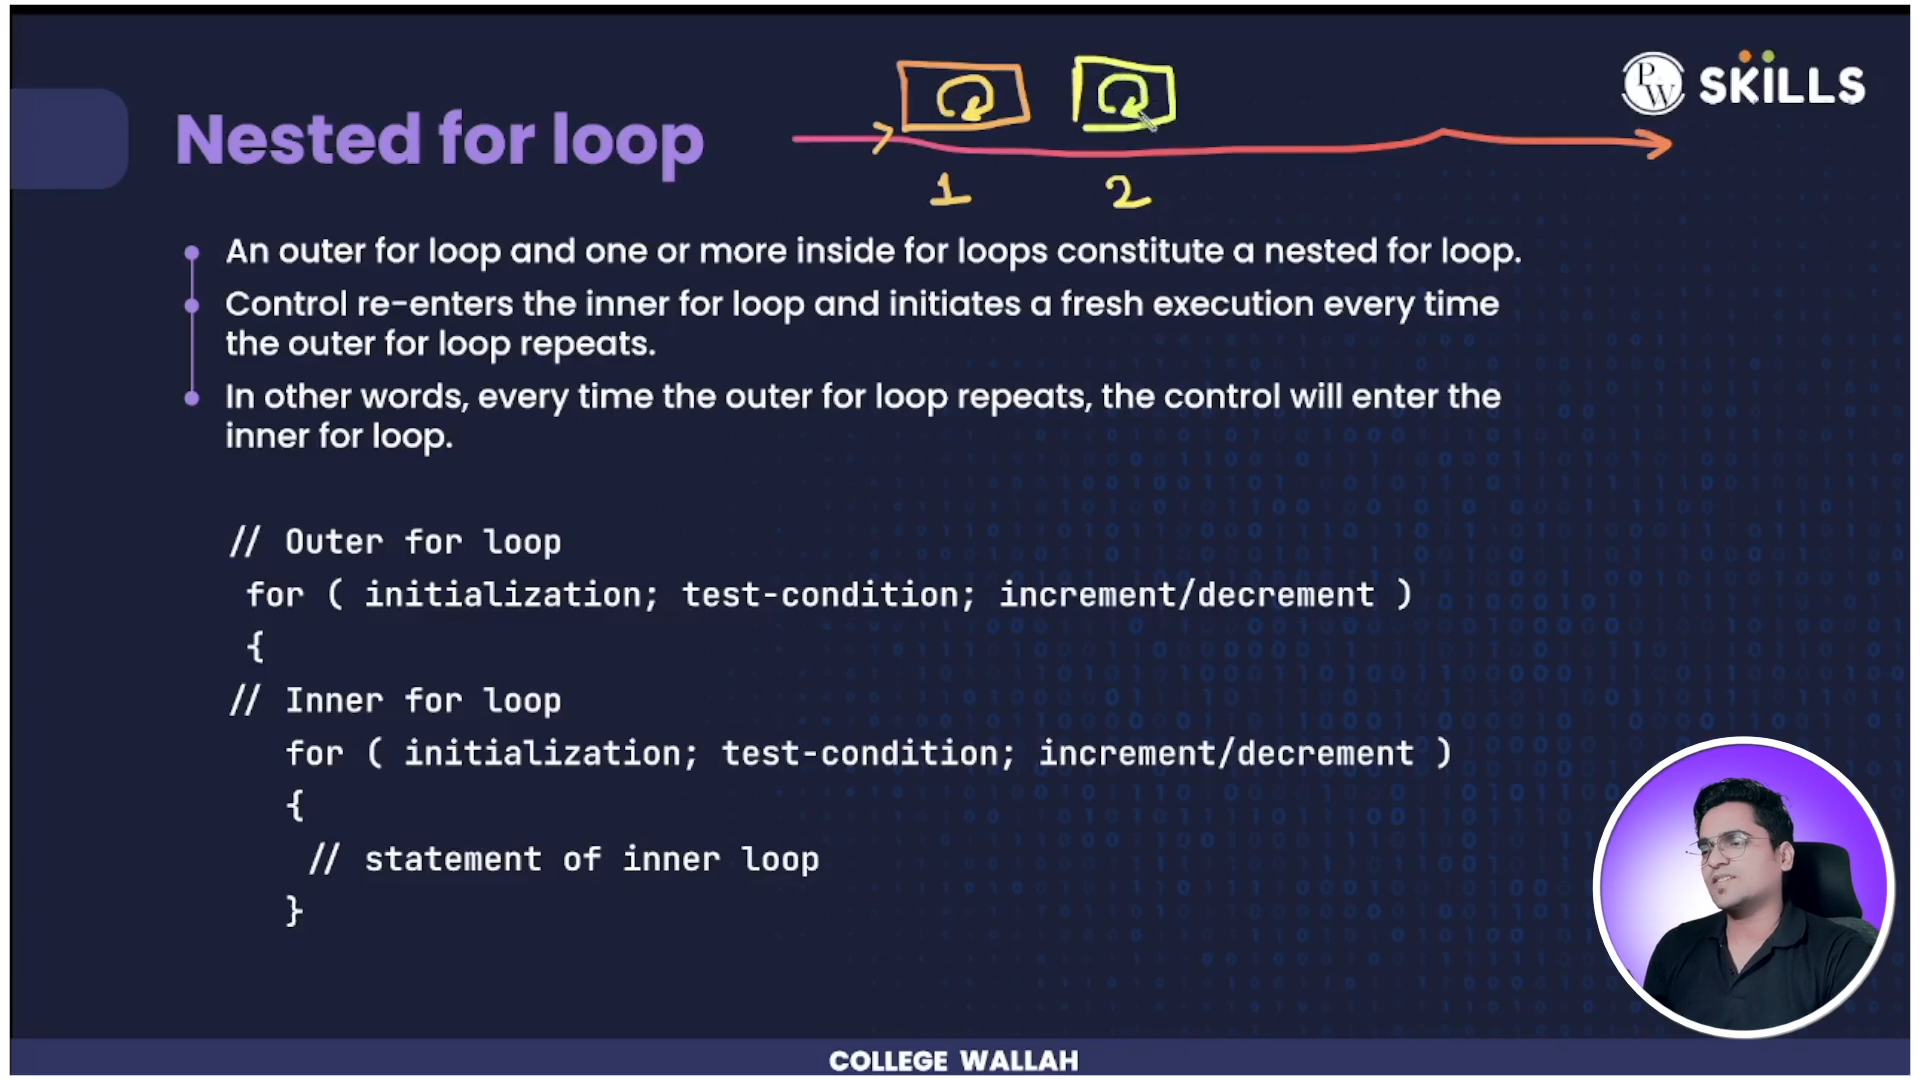 PW SKILLS
Nested for loop
1 2
An outer for loop and one or more inside for loops constitute a nested for loop.
Control re-enters the inner for loop and initiates a fresh execution every time
the outer for loop repeats.
In other words, every time the outer for loop repeats, the control will enter the
inner for loop.
// Outer for loop
for ( initialization; test-condition; increment/decrement )
{
// Inner for loop
for ( initialization; test-condition; increment/decrement )
{
// statement of inner loop
}
COLLEGE WALLAH